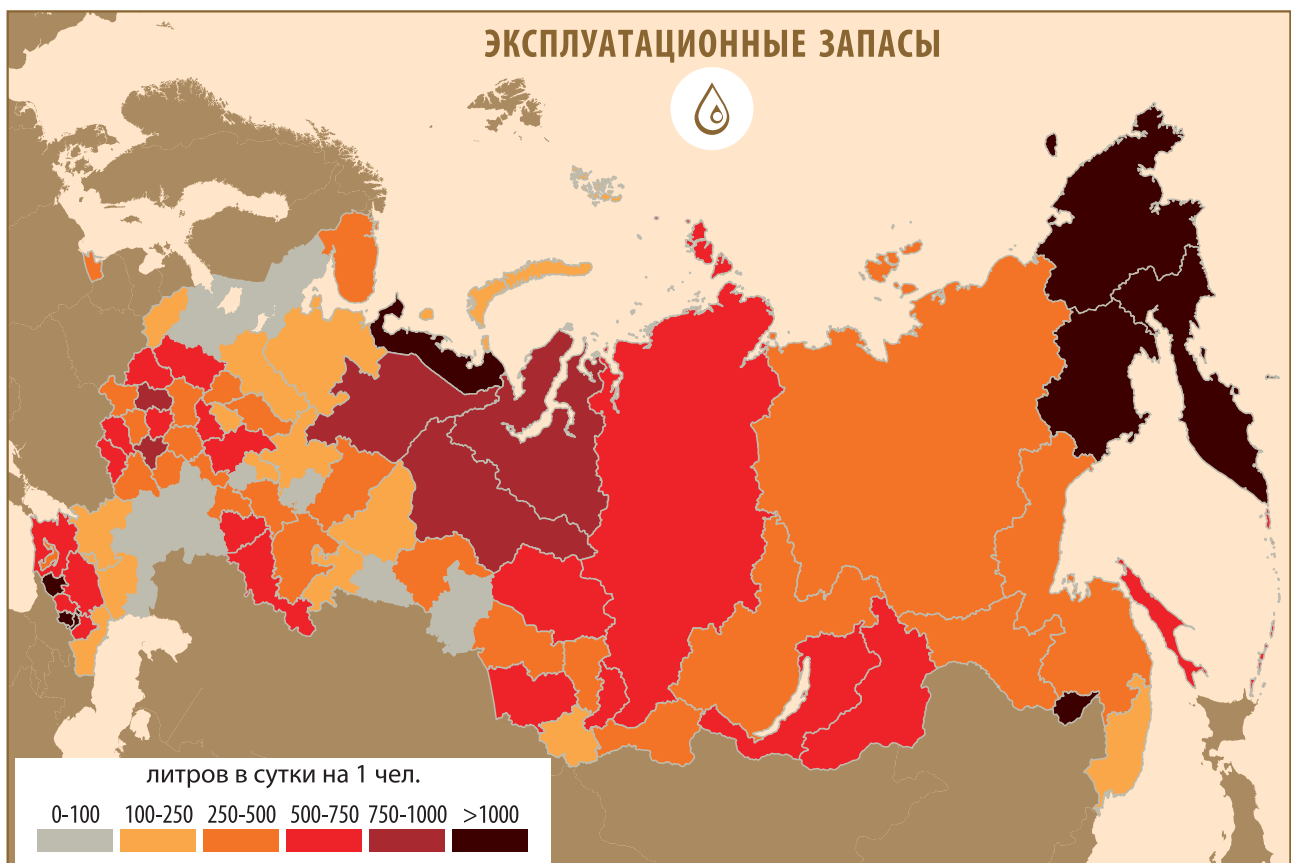 ЭКСПЛУАТАЦИОННЫЕ ЗАПАСЫ
литров в сутки на 1 чел.
0-100 100-250 250-500 500-750 750-1000 >1000